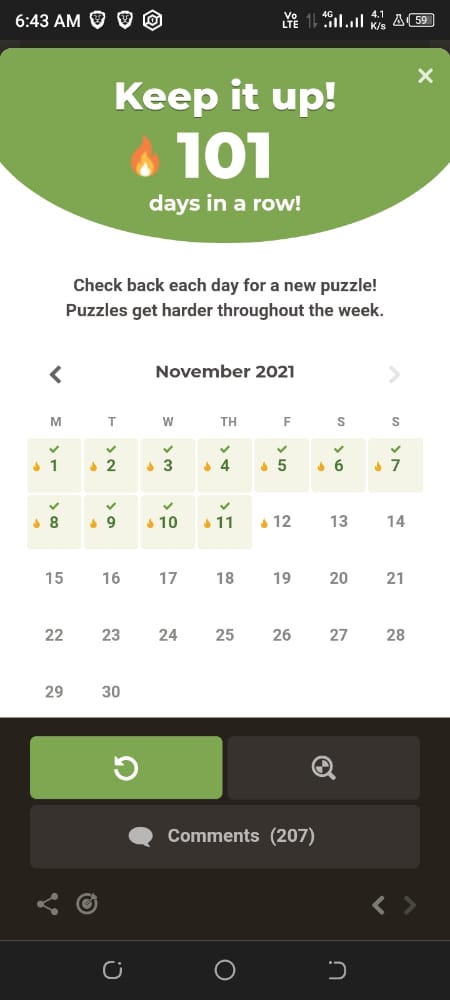 6:43 AM Vo LTE 4G 4.1 K/s 59
Keep it up!
101
days in a row!
Check back each day for a new puzzle!
Puzzles get harder throughout the week.
November 2021
M T W TH F S S
1 2 3 4 5 6 7
8 9 10 11 12 13 14
15 16 17 18 19 20 21
22 23 24 25 26 27 28
29 30
Comments (207)